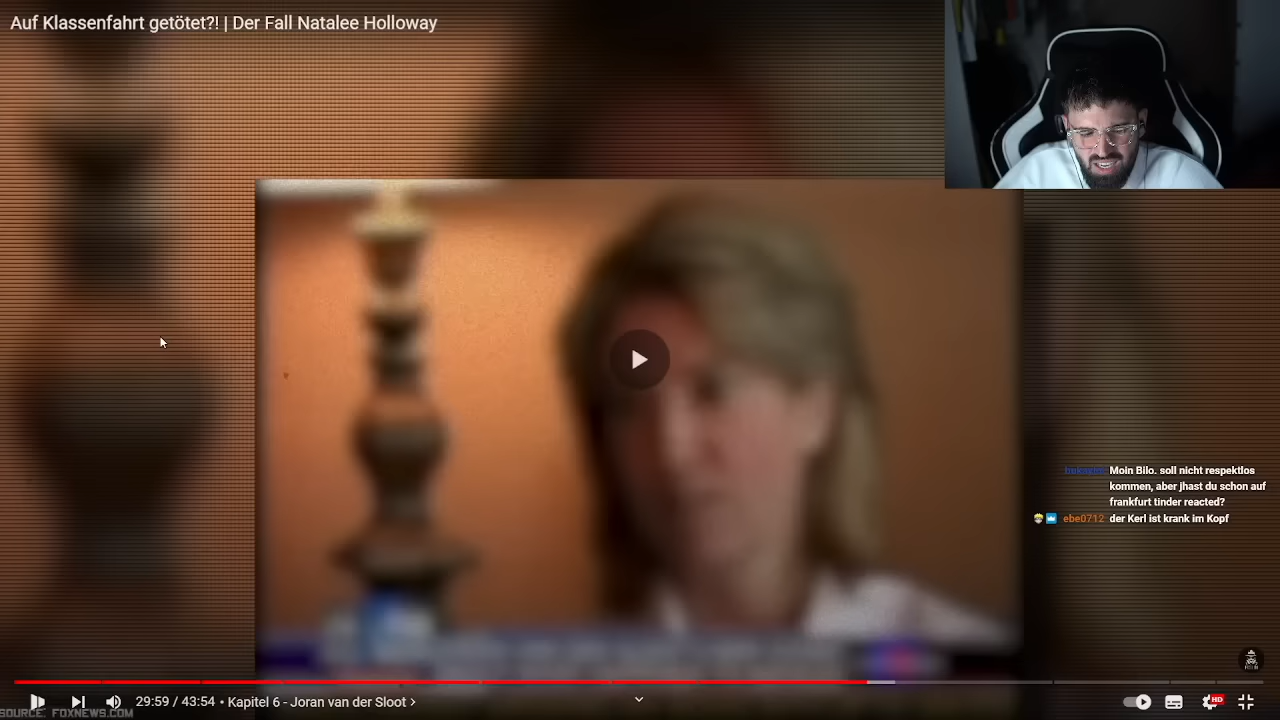 Auf Klassenfahrt getötet?! | Der Fall Natalee Holloway
Moin Bilo. soll nicht respektlos
kommen, aber jhast du schon auf
frankfurt tinder reacted?
ebe0712 der Kerl ist krank im Kopf
29:59 / 43:54 • Kapitel 6 - Joran van der Sloot >
HD
SOURCE: FOXNEWS.COM